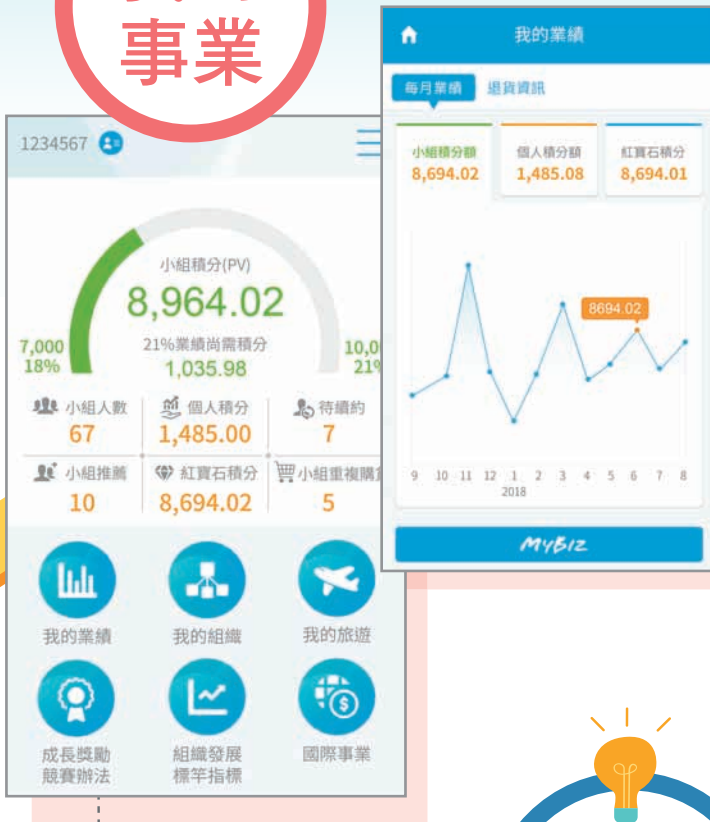 事業
1234567
小組積分(PV)
8,964.02
21%業績尚需積分
1,035.98
7,000
18%
10,0
21%
小組人數
67
個人積分
1,485.00
待續約
7
小組推薦
10
紅寶石積分
8,694.02
小組重複購
5
我的業績
我的組織
我的旅遊
成長獎勵
競賽辦法
組織發展
標竿指標
國際事業
我的業績
每月業績
退貨資訊
小組積分額
8,694.02
個人積分額
1,485.08
紅寶石積分
8,694.01
8694.02
9 10 11 12 1 2 3 4 5 6 7 8
2018
MYBIZ